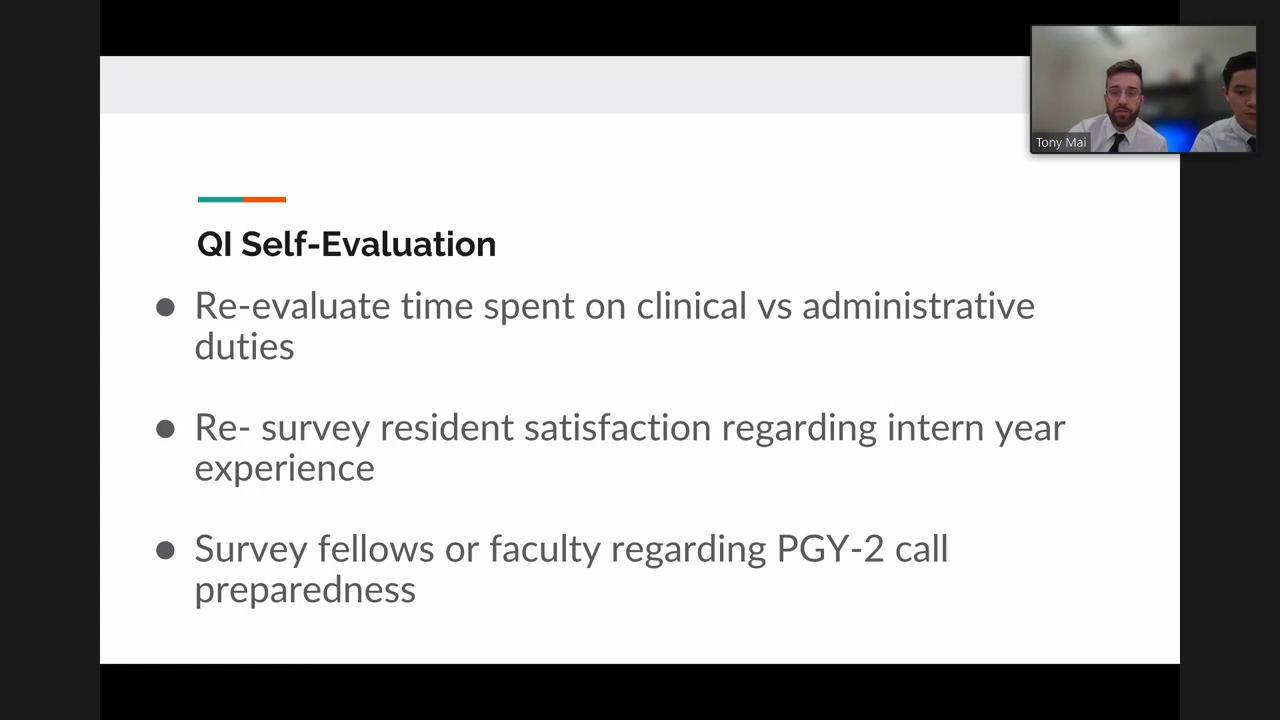 Tony Mai
QI Self-Evaluation
● Re-evaluate time spent on clinical vs administrative
duties
● Re- survey resident satisfaction regarding intern year
experience
● Survey fellows or faculty regarding PGY-2 call
preparedness